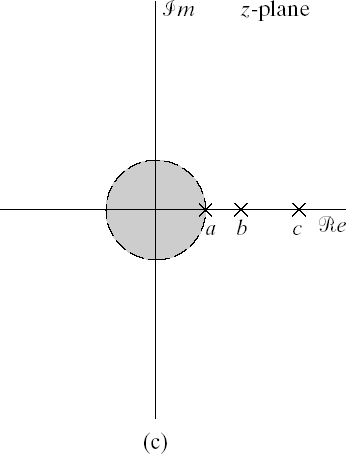 ℐm z-plane
a b c ℛe
(c)